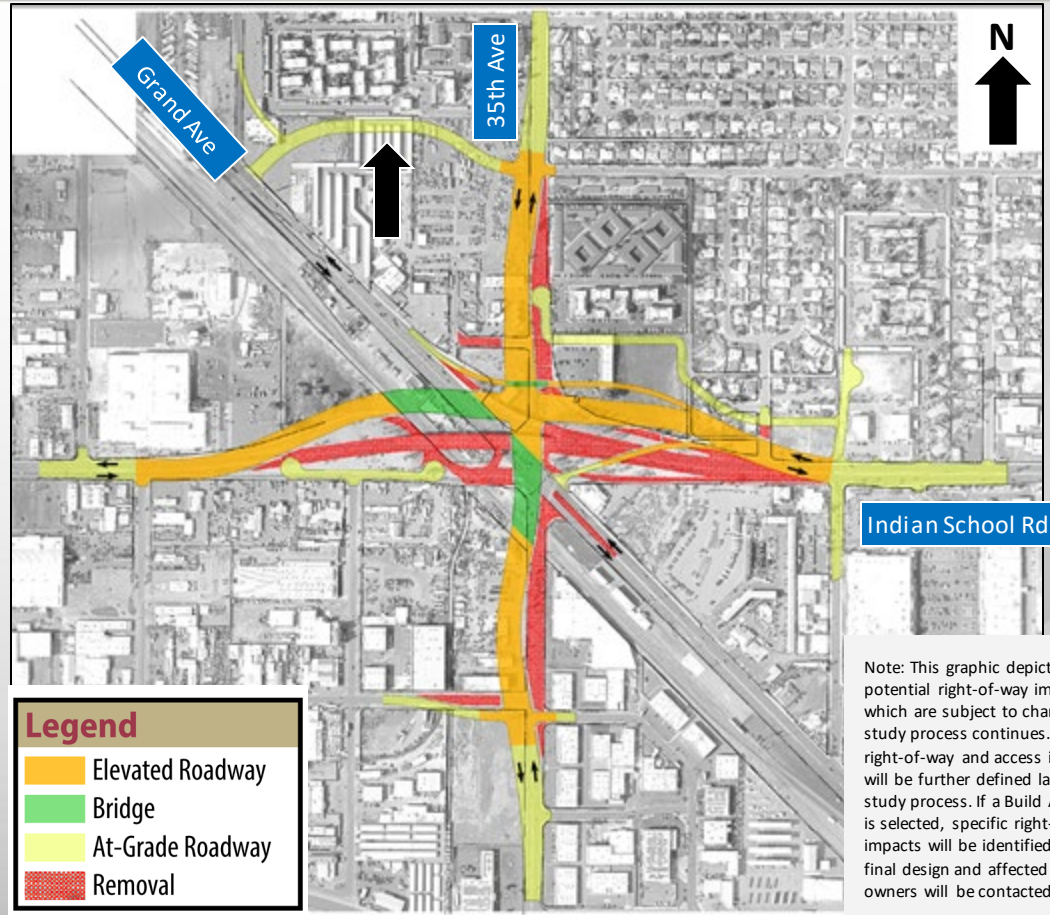 Grand Ave
35th Ave
N
Indian School Rd
Legend
Elevated Roadway
Bridge
At-Grade Roadway
Removal
Note: This graphic depict
potential right-of-way im
which are subject to char
study process continues.
right-of-way and access i
will be further defined la
study process. If a Build A
is selected, specific right-
impacts will be identified
final design and affected
owners will be contacted